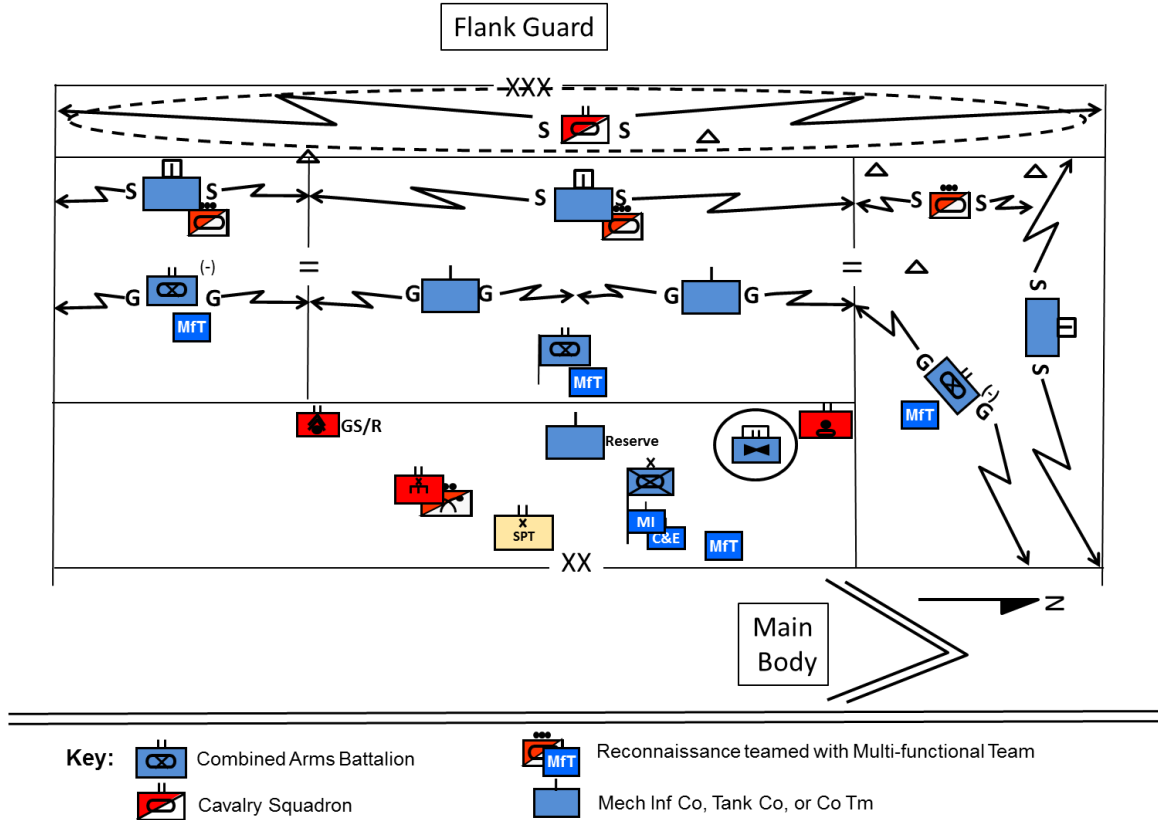 Flank Guard
XXX
S S
S S
S S
S S
(-)
=
=
G G
G G
G
S
MfT
MfT
G
(-)
G
S
MfT
GS/R
Reserve
X
X
X
SPT
MI
C&E
MfT
XX
N
Main
Body
Key:
Combined Arms Battalion
MfT
Reconnaissance teamed with Multi-functional Team
Cavalry Squadron
Mech Inf Co, Tank Co, or Co Tm